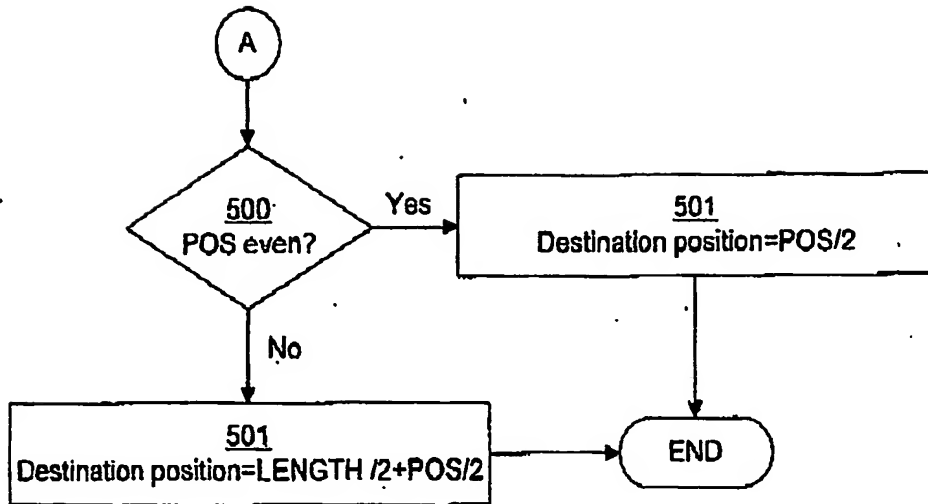 A
500
POS even?
Yes
501
Destination position=POS/2
No
501
Destination position=LENGTH /2+POS/2
END